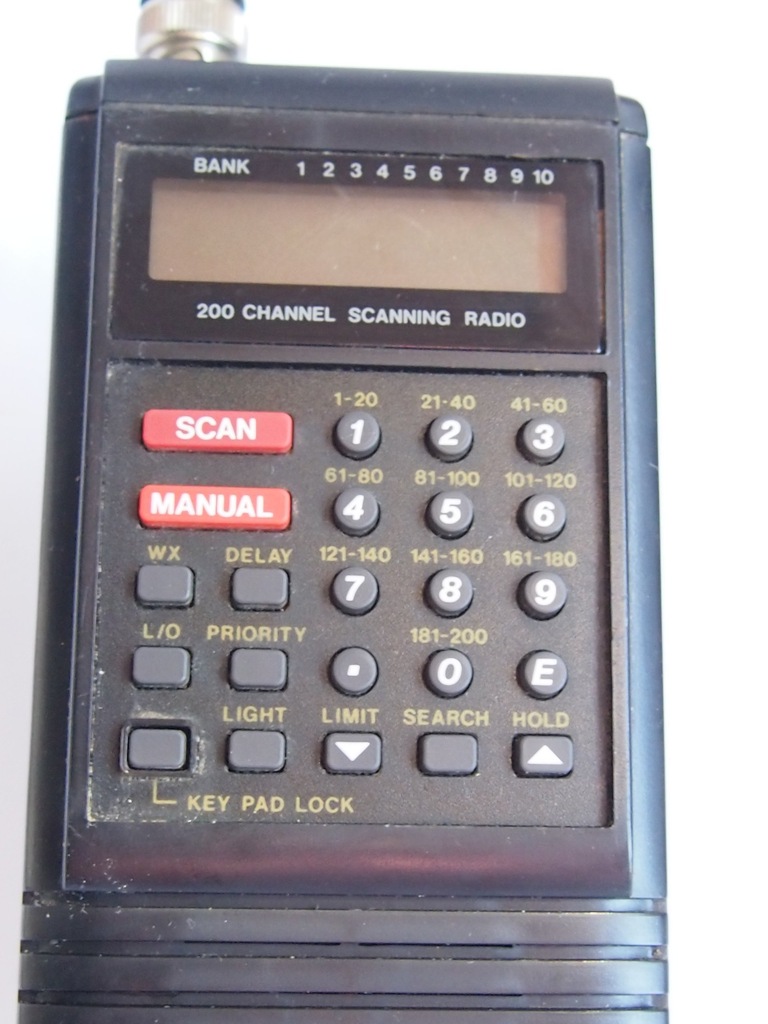 BANK 1 2 3 4 5 6 7 8 9 10
200 CHANNEL SCANNING RADIO
1-20 21-40 41-60
SCAN 1 2 3
61-80 81-100 101-120
MANUAL 4 5 6
WX DELAY 121-140 141-160 161-180
7 8 9
L/O PRIORITY 181-200
. 0 E
LIGHT LIMIT SEARCH HOLD
KEY PAD LOCK